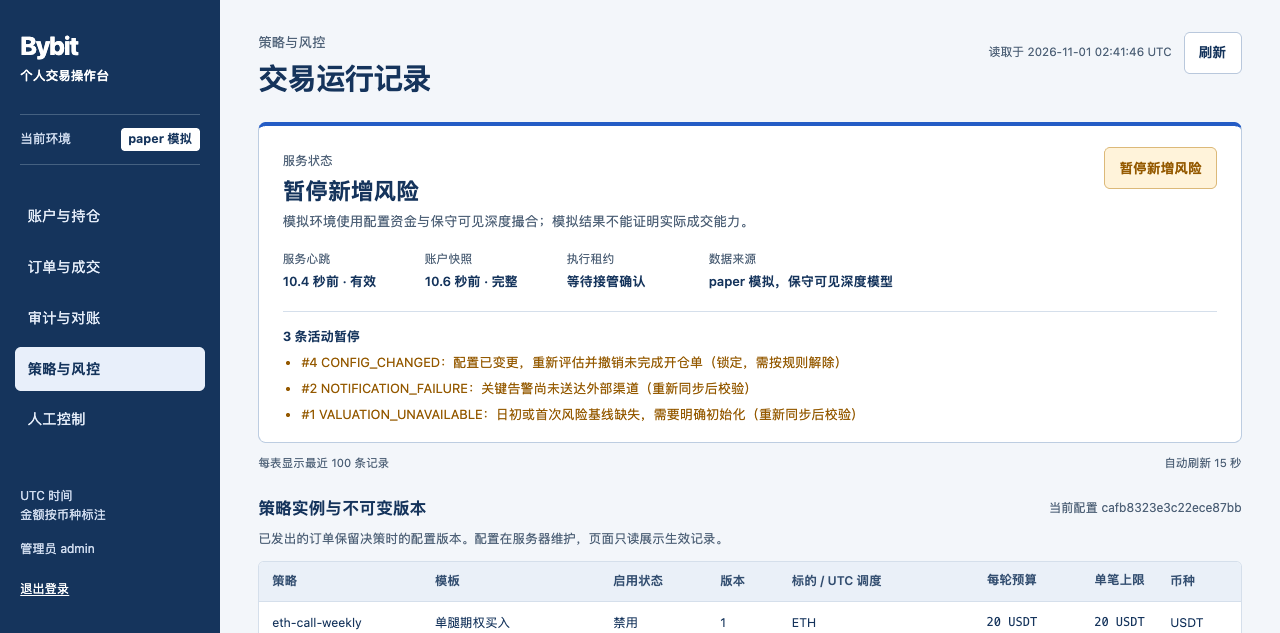 Bybit
个人交易操作台
当前环境 paper 模拟
账户与持仓
订单与成交
审计与对账
策略与风控
人工控制
UTC 时间
金额按币种标注
管理员 admin
退出登录
策略与风控
交易运行记录
读取于 2026-11-01 02:41:46 UTC 刷新
服务状态
暂停新增风险
暂停新增风险
模拟环境使用配置资金与保守可见深度撮合；模拟结果不能证明实际成交能力。
服务心跳 账户快照 执行租约 数据来源
10.4 秒前 · 有效 10.6 秒前 · 完整 等待接管确认 paper 模拟，保守可见深度模型
3 条活动暂停
• #4 CONFIG_CHANGED：配置已变更，重新评估并撤销未完成开仓单（锁定，需按规则解除）
• #2 NOTIFICATION_FAILURE：关键告警尚未送达外部渠道（重新同步后校验）
• #1 VALUATION_UNAVAILABLE：日初或首次风险基线缺失，需要明确初始化（重新同步后校验）
每表显示最近 100 条记录 自动刷新 15 秒
策略实例与不可变版本 当前配置 cafb8323e3c22ece87bb
已发出的订单保留决策时的配置版本。配置在服务器维护，页面只读展示生效记录。
策略 模板 启用状态 版本 标的 / UTC 调度 每轮预算 单笔上限 币种
eth-call-weekly 单腿期权买入 禁用 1 ETH 20 USDT 20 USDT USDT